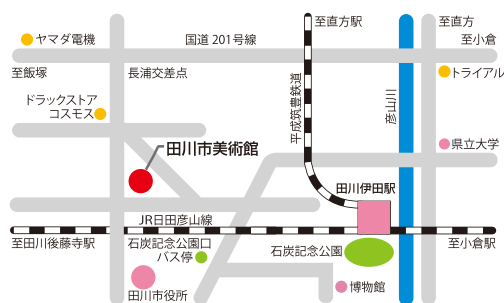 至直方駅
至直方
ヤマダ電機
国道201号線
至小倉
至飯塚
長浦交差点
トライアル
平成筑豊鉄道
彦山川
ドラックストア
コスモス
田川市美術館
県立大学
田川伊田駅
JR日田彦山線
至田川後藤寺駅
石炭記念公園口
バス停
石炭記念公園
至小倉駅
田川市役所
博物館